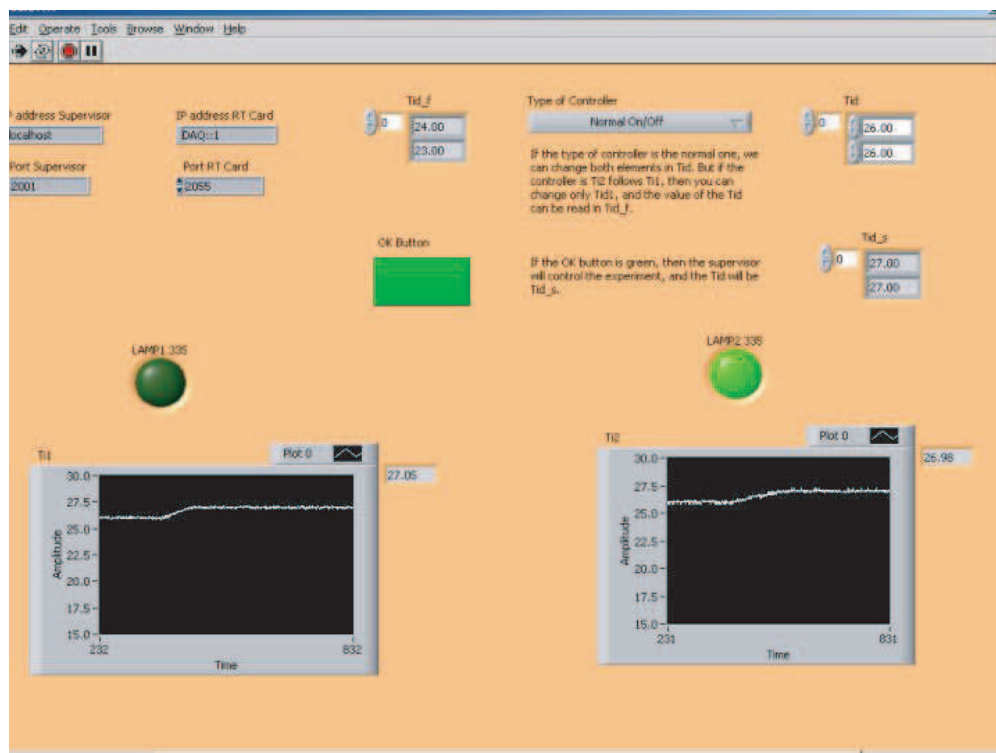 Edit Operate Tools Browse Window Help
address Supervisor
IP address RT Card
localhost
DAQ::1
Port Supervisor
Port RT Card
2001
2055
Tid_f
0
24.00
23.00
Type of Controller
Normal On/Off
If the type of controller is the normal one, we
can change both elements in Tid. But if the
controller is Ti2 follows Ti1, then you can
change only Tid1, and the value of the Tid
can be read in Tid_f.
Tid
0
26.00
26.00
OK Button
If the OK button is green, then the supervisor
will control the experiment, and the Tid will be
Tid_s.
Tid_s
0
27.00
27.00
LAMP1 335
LAMP2 335
Ti1
Plot 0
27.05
30.0
27.5
25.0
22.5
20.0
17.5
15.0
Amplitude
232
832
Time
Ti2
Plot 0
26.98
30.0
27.5
25.0
22.5
20.0
17.5
15.0
Amplitude
231
831
Time